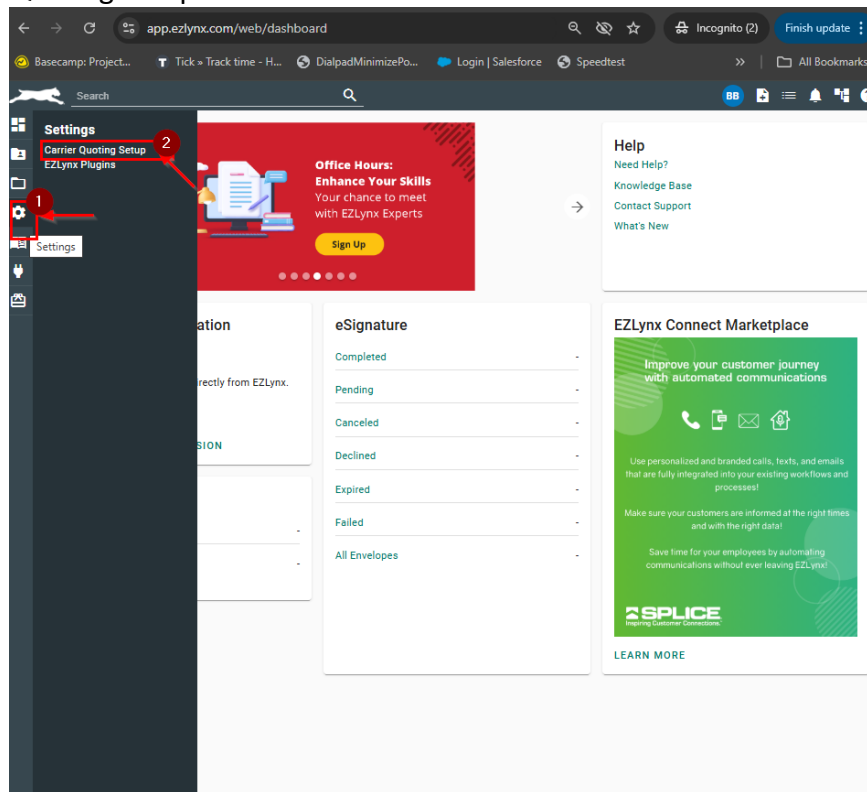 app.ezlynx.com/web/dashboard
Incognito (2)
Finish update
Basecamp: Project...
Tick » Track time - H...
DialpadMinimizePo...
Login | Salesforce
Speedtest
»
All Bookmarks
Search
BB
Settings
Carrier Quoting Setup
EZLynx Plugins
2
1
Settings
Office Hours:
Enhance Your Skills
Your chance to meet
with EZLynx Experts
Sign Up
Help
Need Help?
Knowledge Base
Contact Support
What's New
ation
irectly from EZLynx.
SION
-
-
eSignature
Completed -
Pending -
Canceled -
Declined -
Expired -
Failed -
All Envelopes -
EZLynx Connect Marketplace
Improve your customer journey
with automated communications
Use personalized and branded calls, texts, and emails
that are fully integrated into your existing workflows and
processes!
Make sure your customers are informed at the right times
and with the right data!
Save time for your employees by automating
communications without ever leaving EZLynx!
SPLICE
Inspiring Customer Connections.
LEARN MORE